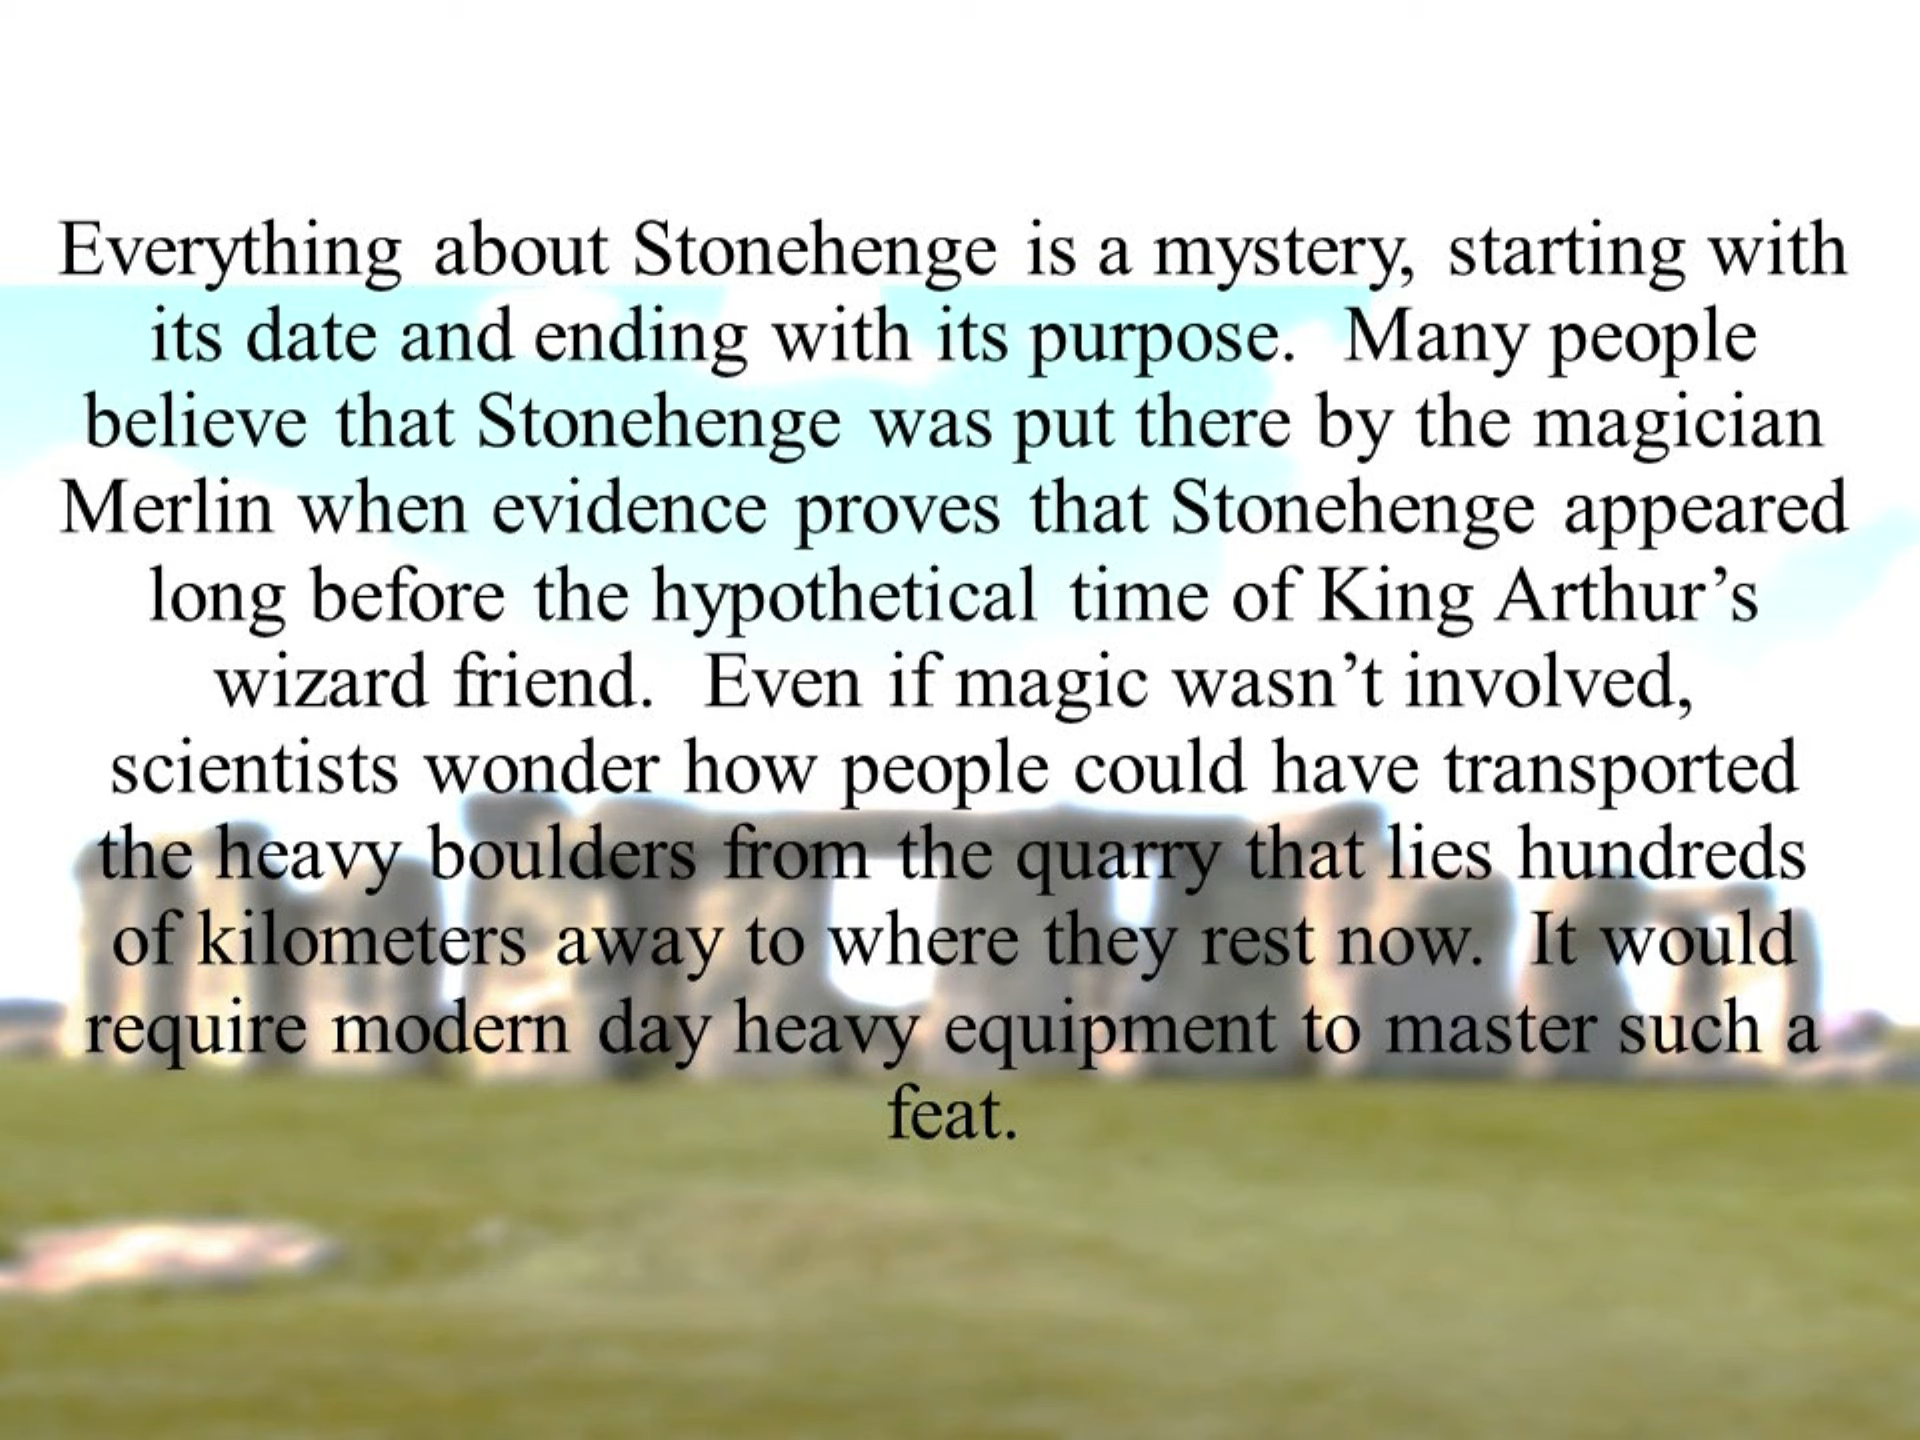 Everything about Stonehenge is a mystery, starting with
its date and ending with its purpose.  Many people
believe that Stonehenge was put there by the magician
Merlin when evidence proves that Stonehenge appeared
long before the hypothetical time of King Arthur’s
wizard friend.  Even if magic wasn’t involved,
scientists wonder how people could have transported
the heavy boulders from the quarry that lies hundreds
of kilometers away to where they rest now.  It would
require modern day heavy equipment to master such a
feat.